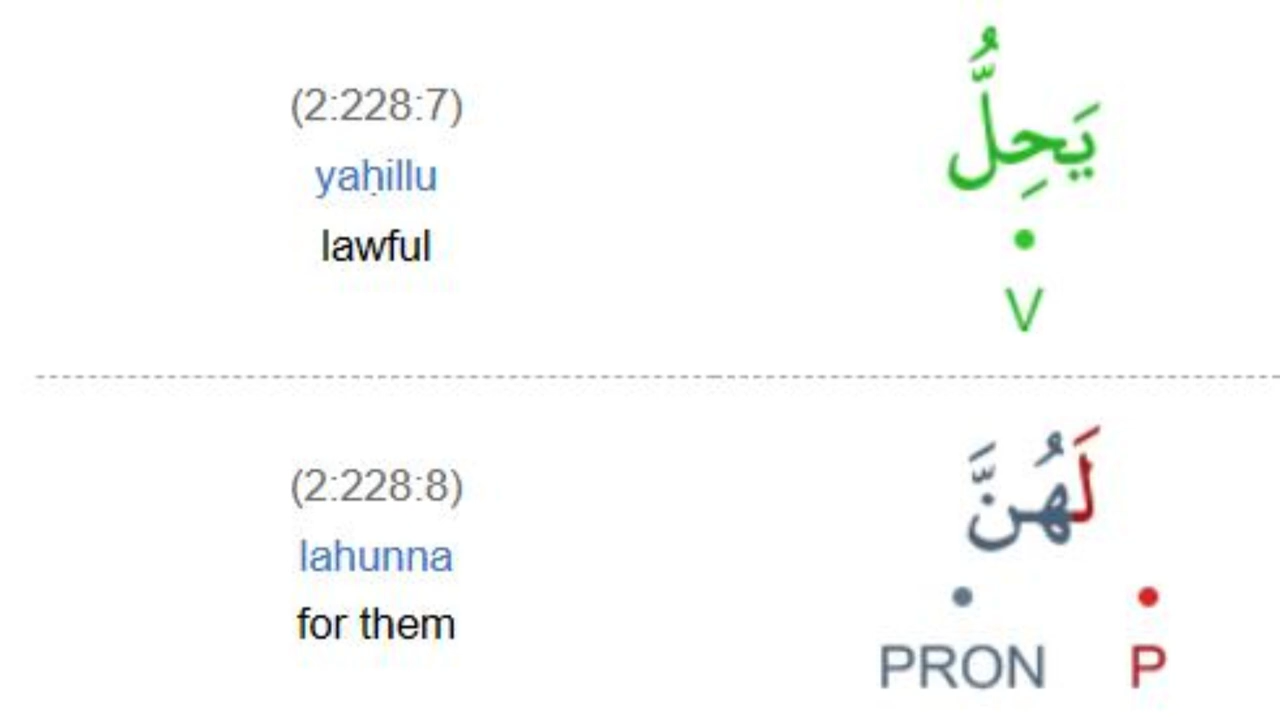 (2:228:7)
yaḥillu
lawful
يَحِلُّ
V
(2:228:8)
lahunna
for them
لَهُنَّ
PRON P